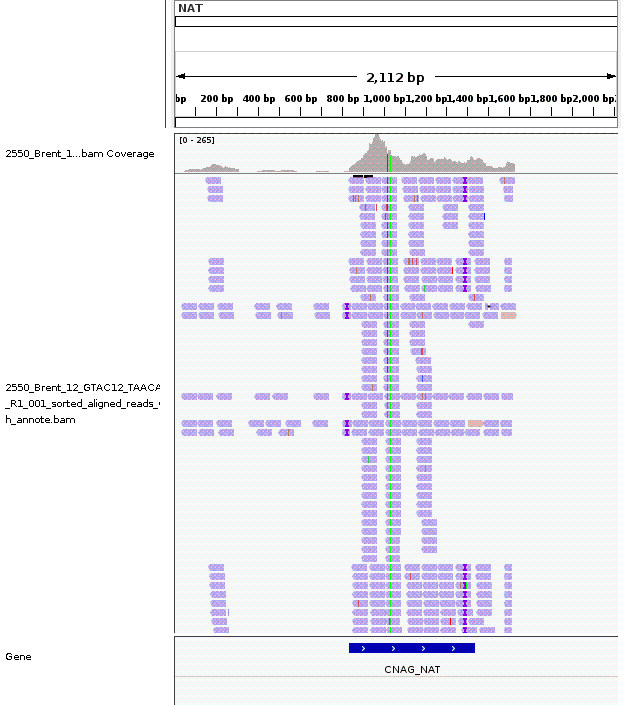 NAT
2,112 bp
bp 200 bp 400 bp 600 bp 800 bp 1,000 bp 1,200 bp 1,400 bp 1,600 bp 1,800 bp 2,000 bp
[0 - 265]
2550_Brent_1...bam Coverage
2550_Brent_12_GTAC12_TAACA
_R1_001_sorted_aligned_reads_
h_annote.bam
Gene
CNAG_NAT